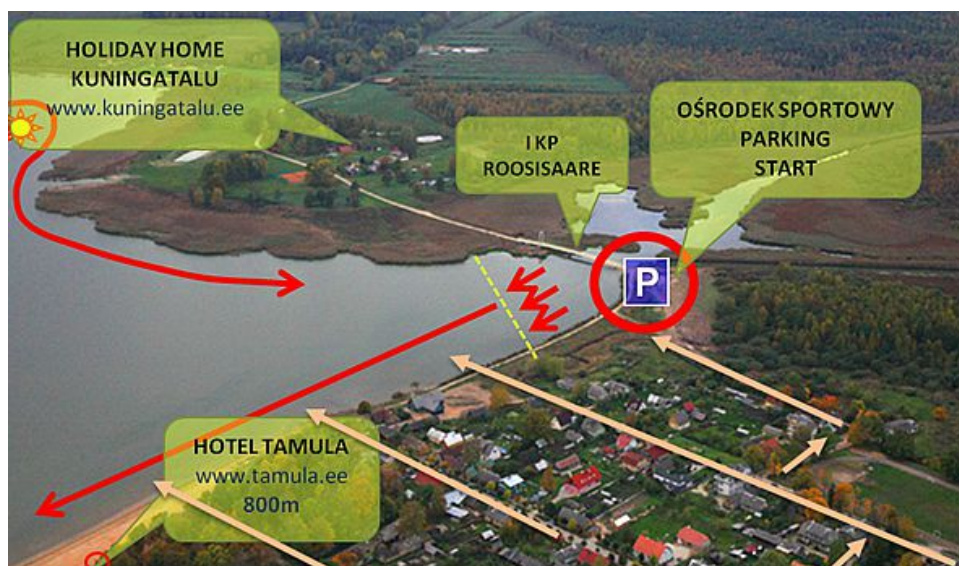 HOLIDAY HOME
KUNINGATALU
www.kuningatalu.ee
I KP
ROOSISAARE
OŚRODEK SPORTOWY
PARKING
START
P
HOTEL TAMULA
www.tamula.ee
800m